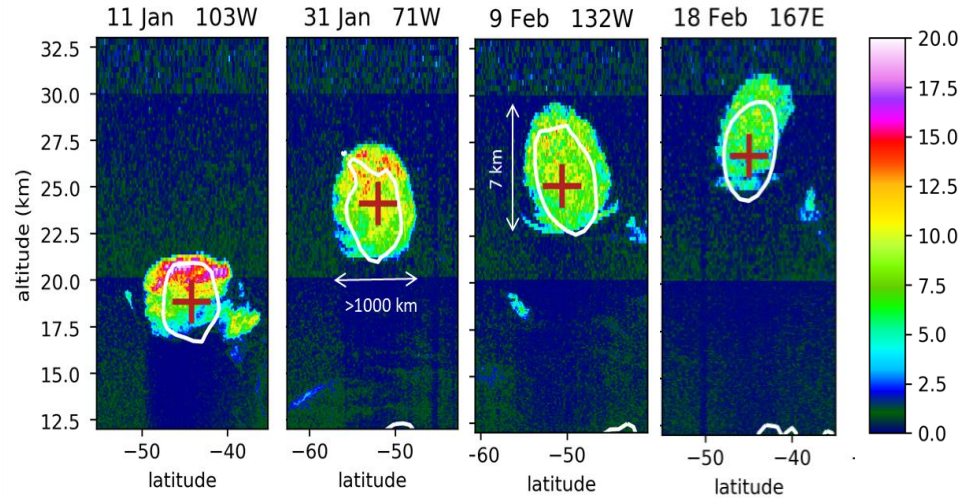 11 Jan 103W
31 Jan 71W
9 Feb 132W
18 Feb 167E
altitude (km)
32.5
30.0
27.5
25.0
22.5
20.0
17.5
15.0
12.5
>1000 km
7 km
20.0
17.5
15.0
12.5
10.0
7.5
5.0
2.5
0.0
−50 −40
−60 −50
-60 −50
−50 −40
latitude
latitude
latitude
latitude